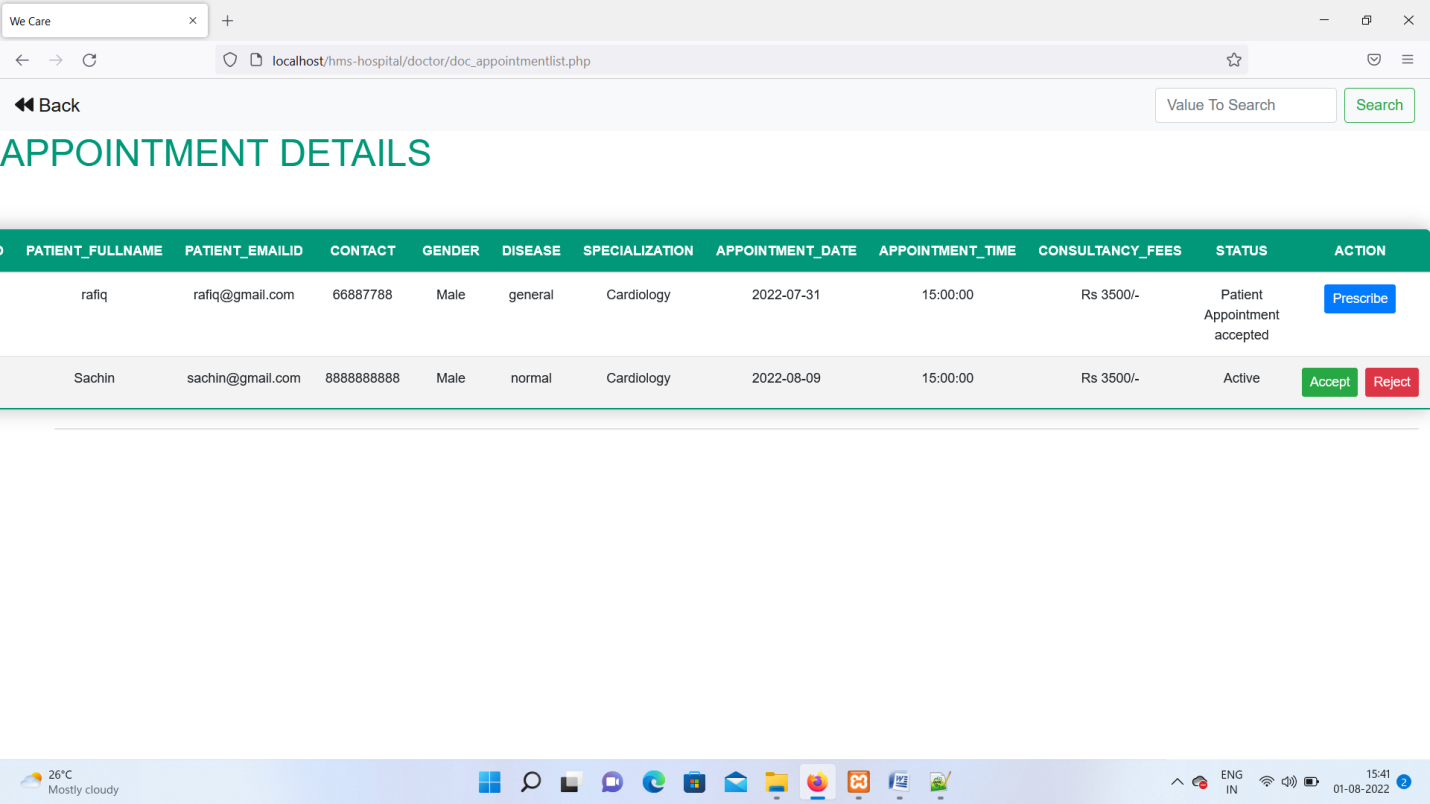 We Care
localhost/hms-hospital/doctor/doc_appointmentlist.php
Back
Value To Search
Search
APPOINTMENT DETAILS
PATIENT_FULLNAME PATIENT_EMAILID CONTACT GENDER DISEASE SPECIALIZATION APPOINTMENT_DATE APPOINTMENT_TIME CONSULTANCY_FEES STATUS ACTION
rafiq rafiq@gmail.com 66887788 Male general Cardiology 2022-07-31 15:00:00 Rs 3500/- Patient Prescribe
Appointment
accepted
Sachin sachin@gmail.com 8888888888 Male normal Cardiology 2022-08-09 15:00:00 Rs 3500/- Active Accept Reject
26°C
Mostly cloudy
ENG
IN
15:41
01-08-2022
2